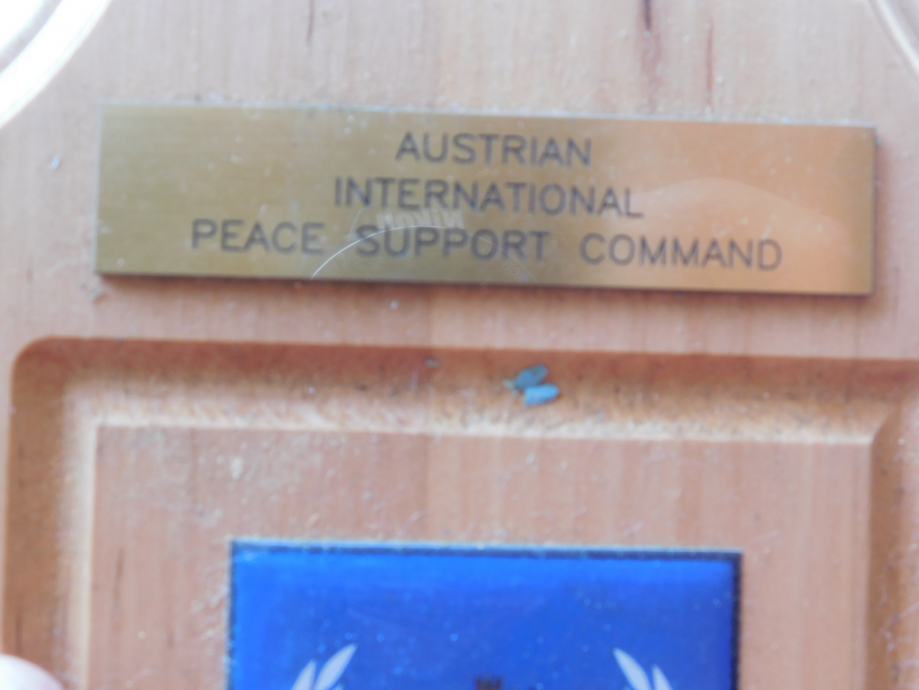 AUSTRIAN
INTERNATIONAL
PEACE SUPPORT COMMAND